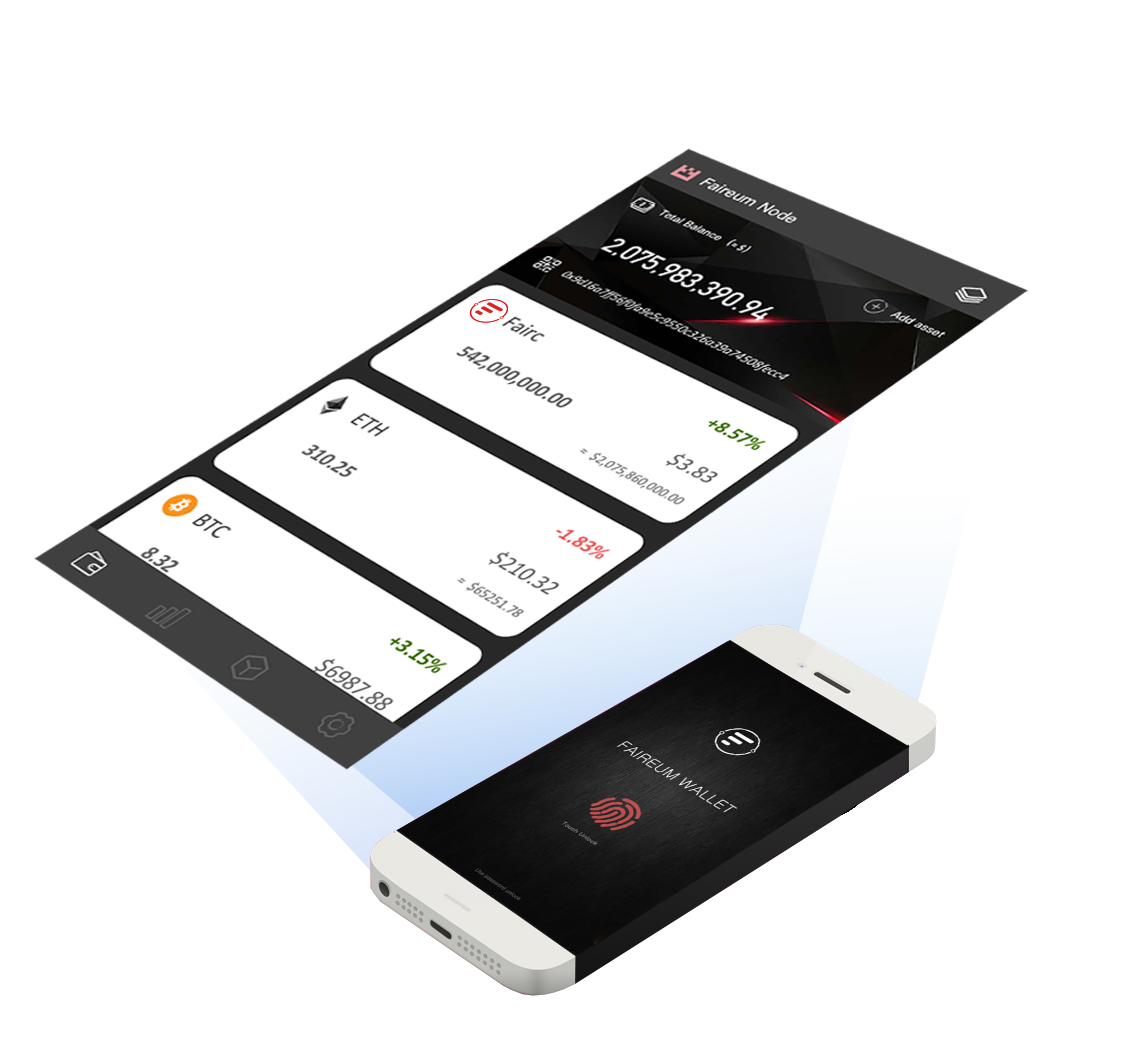 Faireum Node
Total Balance (≈$)
2,075,983,390.94
Add asset
0x9d16a7ff56f0fa9e5c9550c326a39a74508fecc4
Fairc
542,000,000.00
+8.57%
$3.83
≈ $2,075,860,000.00
ETH
310.25
-1.83%
$210.32
≈ $65251.78
BTC
8.32
+3.15%
$6987.88
FAIREUM WALLET
Touch Unlock
Use password unlock